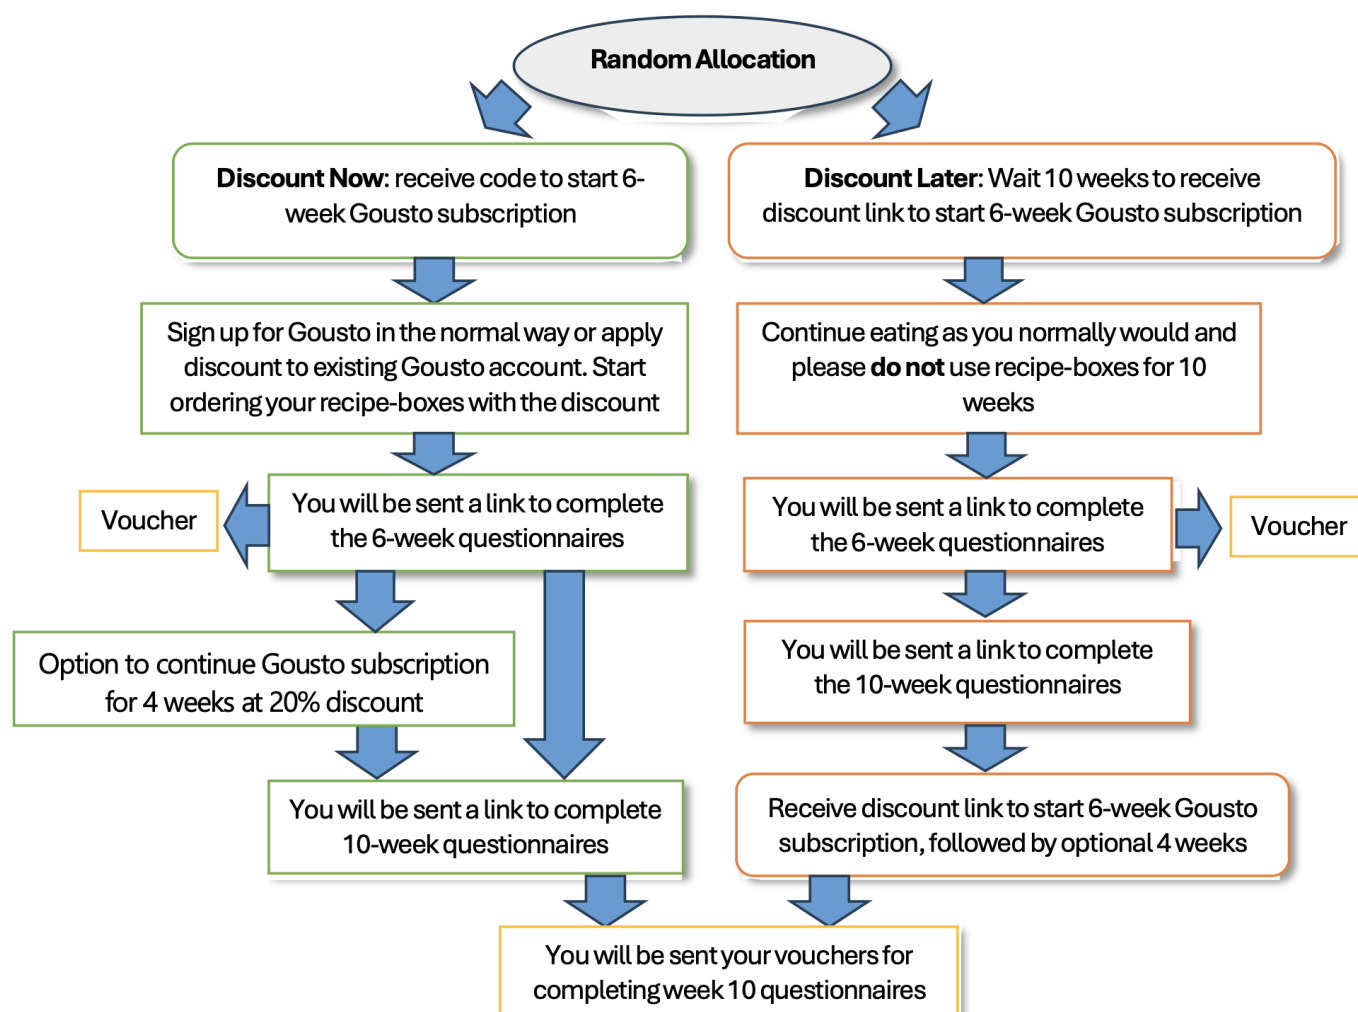 Random Allocation
Discount Now: receive code to start 6-
week Gousto subscription
Discount Later: Wait 10 weeks to receive
discount link to start 6-week Gousto subscription
Sign up for Gousto in the normal way or apply
discount to existing Gousto account. Start
ordering your recipe-boxes with the discount
Continue eating as you normally would and
please do not use recipe-boxes for 10
weeks
Voucher
You will be sent a link to complete
the 6-week questionnaires
You will be sent a link to complete
the 6-week questionnaires
Voucher
Option to continue Gousto subscription
for 4 weeks at 20% discount
You will be sent a link to complete
the 10-week questionnaires
You will be sent a link to complete
10-week questionnaires
Receive discount link to start 6-week Gousto
subscription, followed by optional 4 weeks
You will be sent your vouchers for
completing week 10 questionnaires